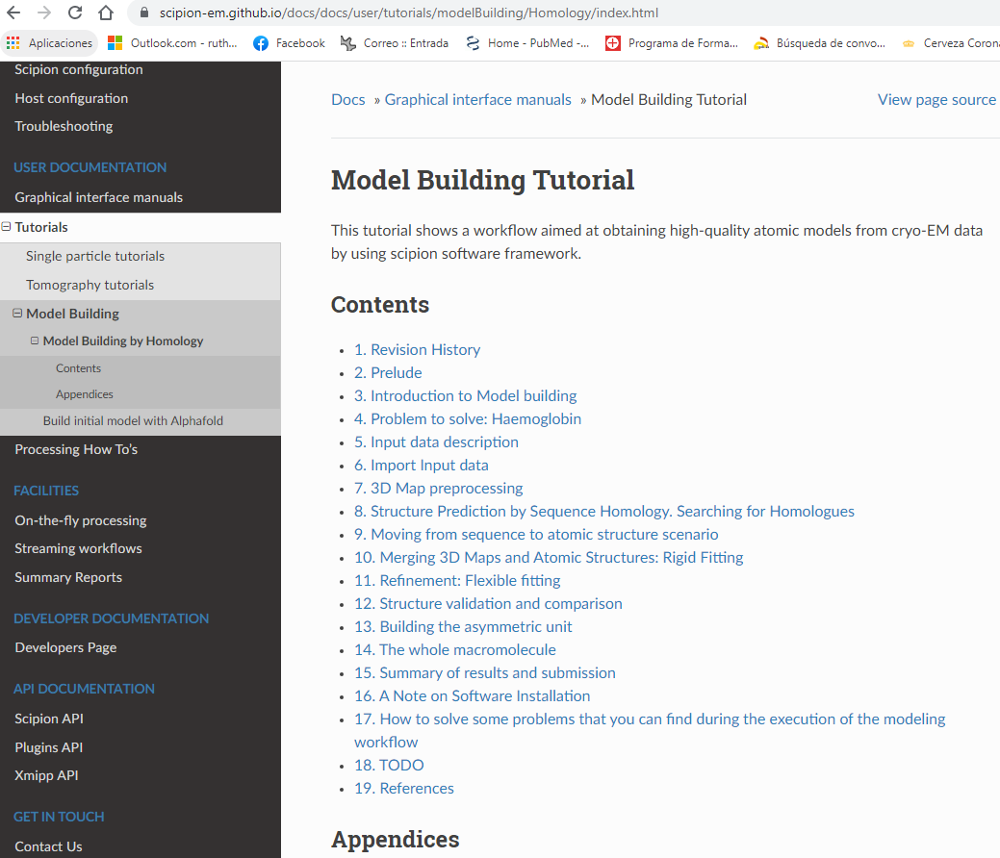 scipion-em.github.io/docs/docs/user/tutorials/modelBuilding/Homology/index.html
Aplicaciones
Outlook.com - ruth...
Facebook
Correo :: Entrada
Home - PubMed -...
Programa de Forma...
Búsqueda de convo...
Cerveza Coron
Scipion configuration
Host configuration
Troubleshooting
USER DOCUMENTATION
Graphical interface manuals
Tutorials
Single particle tutorials
Tomography tutorials
Model Building
Model Building by Homology
Contents
Appendices
Build initial model with Alphafold
Processing How To's
FACILITIES
On-the-fly processing
Streaming workflows
Summary Reports
DEVELOPER DOCUMENTATION
Developers Page
API DOCUMENTATION
Scipion API
Plugins API
Xmipp API
GET IN TOUCH
Contact Us
Docs » Graphical interface manuals » Model Building Tutorial
View page source
Model Building Tutorial
This tutorial shows a workflow aimed at obtaining high-quality atomic models from cryo-EM data
by using scipion software framework.
Contents
• 1. Revision History
• 2. Prelude
• 3. Introduction to Model building
• 4. Problem to solve: Haemoglobin
• 5. Input data description
• 6. Import Input data
• 7. 3D Map preprocessing
• 8. Structure Prediction by Sequence Homology. Searching for Homologues
• 9. Moving from sequence to atomic structure scenario
• 10. Merging 3D Maps and Atomic Structures: Rigid Fitting
• 11. Refinement: Flexible fitting
• 12. Structure validation and comparison
• 13. Building the asymmetric unit
• 14. The whole macromolecule
• 15. Summary of results and submission
• 16. A Note on Software Installation
• 17. How to solve some problems that you can find during the execution of the modeling
workflow
• 18. TODO
• 19. References
Appendices